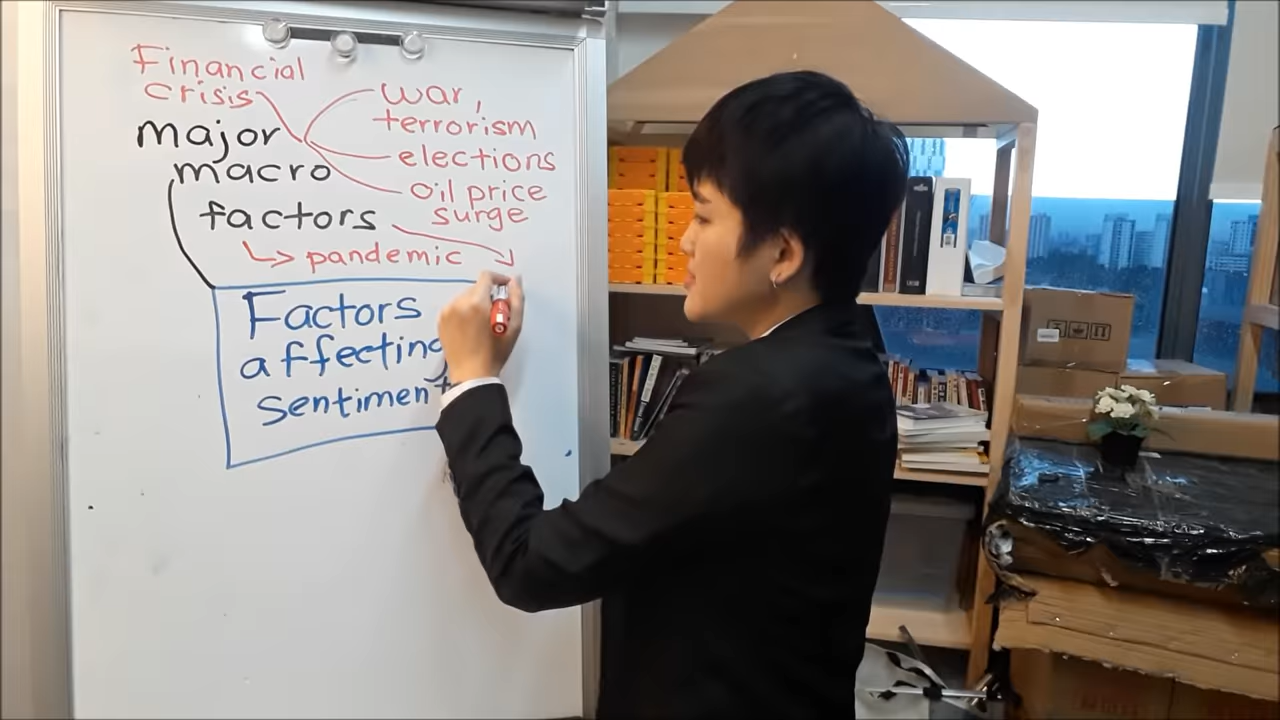 Financial
crisis
war,
terrorism
major
macro
factors
elections
oil price
surge
pandemic
Factors
affecting
sentiment